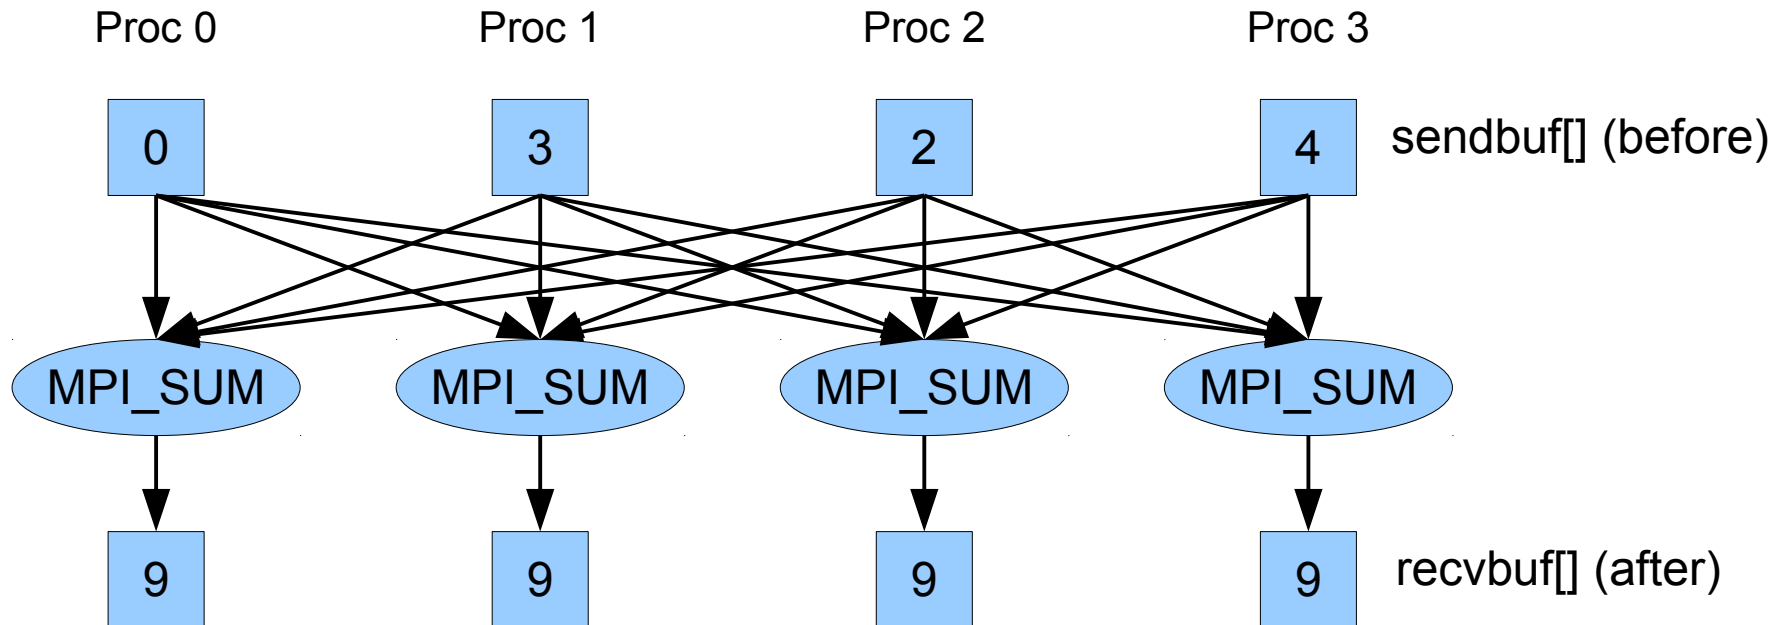 Proc 0 Proc 1 Proc 2 Proc 3
0 3 2 4 sendbuf[] (before)
MPI_SUM MPI_SUM MPI_SUM MPI_SUM
9 9 9 9 recvbuf[] (after)